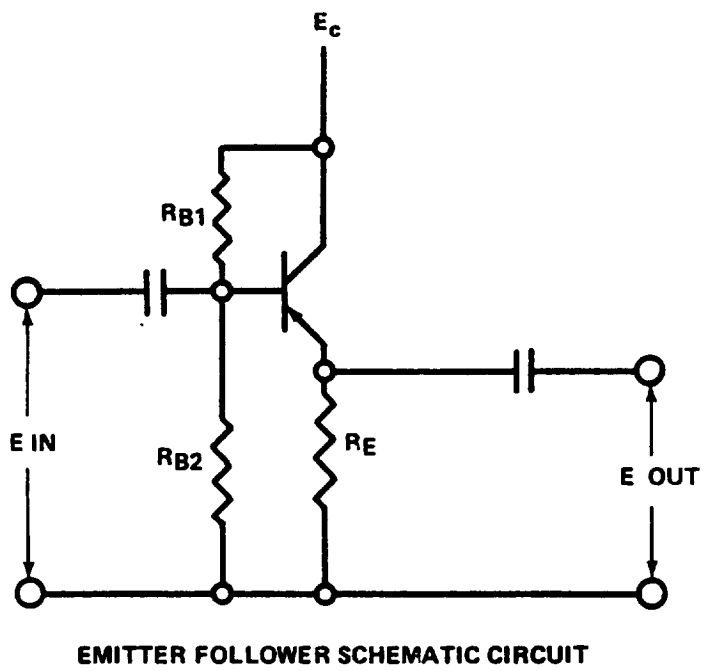 Ec
RB1
E IN
RB2
RE
E OUT
EMITTER FOLLOWER SCHEMATIC CIRCUIT